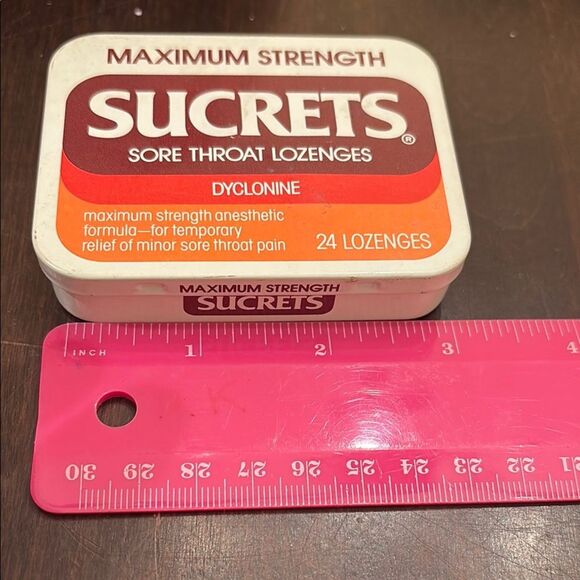 MAXIMUM STRENGTH
SUCRETS®
SORE THROAT LOZENGES
DYCLONINE
maximum strength anesthetic
formula—for temporary
relief of minor sore throat pain
24 LOZENGES
MAXIMUM STRENGTH
SUCRETS
INCH 1 2 3 4
30 29 28 27 26 25 24 23 22 21